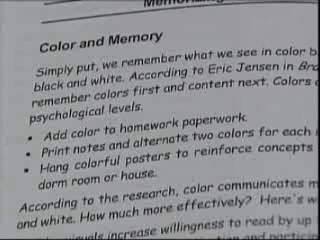 Color and Memory
Simply put, we remember what we see in color b
black and white. According to Eric Jensen in Bra
remember colors first and content next. Colors
psychological levels.
• Add color to homework paperwork.
• Print notes and alternate two colors for each
• Hang colorful posters to reinforce concepts
dorm room or house.
According to the research, color communicates m
and white. How much more effectively? Here's w
visuals increase willingness to read by up